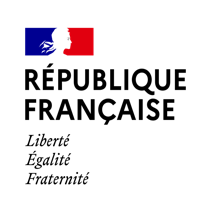 RÉPUBLIQUE
FRANÇAISE
Liberté
Égalité
Fraternité